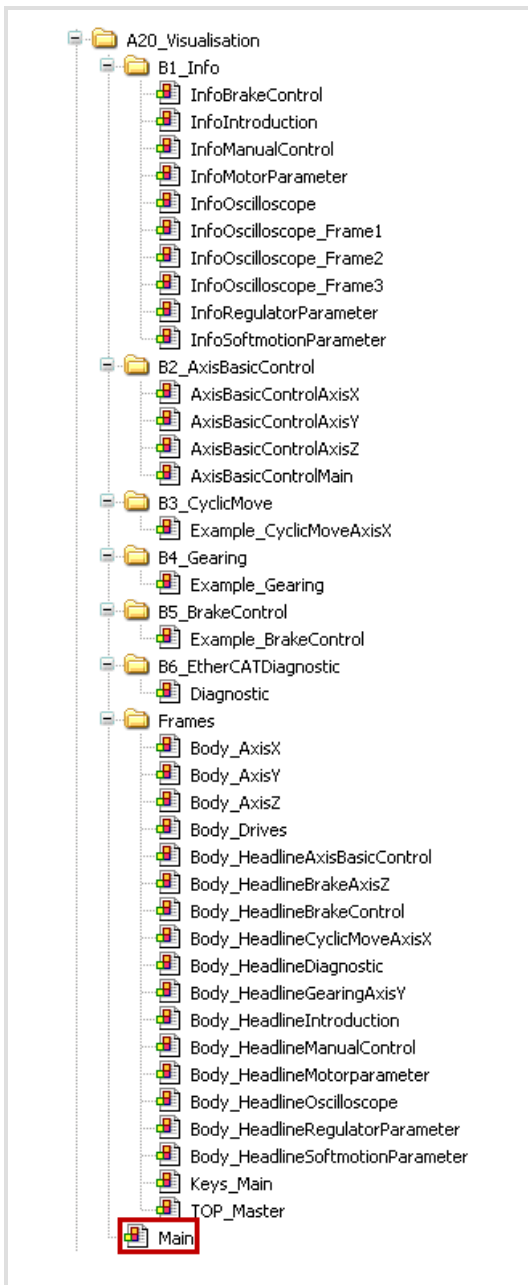 A20_Visualisation
B1_Info
InfoBrakeControl
InfoIntroduction
InfoManualControl
InfoMotorParameter
InfoOscilloscope
InfoOscilloscope_Frame1
InfoOscilloscope_Frame2
InfoOscilloscope_Frame3
InfoRegulatorParameter
InfoSoftmotionParameter
B2_AxisBasicControl
AxisBasicControlAxisX
AxisBasicControlAxisY
AxisBasicControlAxisZ
AxisBasicControlMain
B3_CyclicMove
Example_CyclicMoveAxisX
B4_Gearing
Example_Gearing
B5_BrakeControl
Example_BrakeControl
B6_EtherCATDiagnostic
Diagnostic
Frames
Body_AxisX
Body_AxisY
Body_AxisZ
Body_Drives
Body_HeadlineAxisBasicControl
Body_HeadlineBrakeAxisZ
Body_HeadlineBrakeControl
Body_HeadlineCyclicMoveAxisX
Body_HeadlineDiagnostic
Body_HeadlineGearingAxisY
Body_HeadlineIntroduction
Body_HeadlineManualControl
Body_HeadlineMotorparameter
Body_HeadlineOscilloscope
Body_HeadlineRegulatorParameter
Body_HeadlineSoftmotionParameter
Keys_Main
TOP_Master
Main